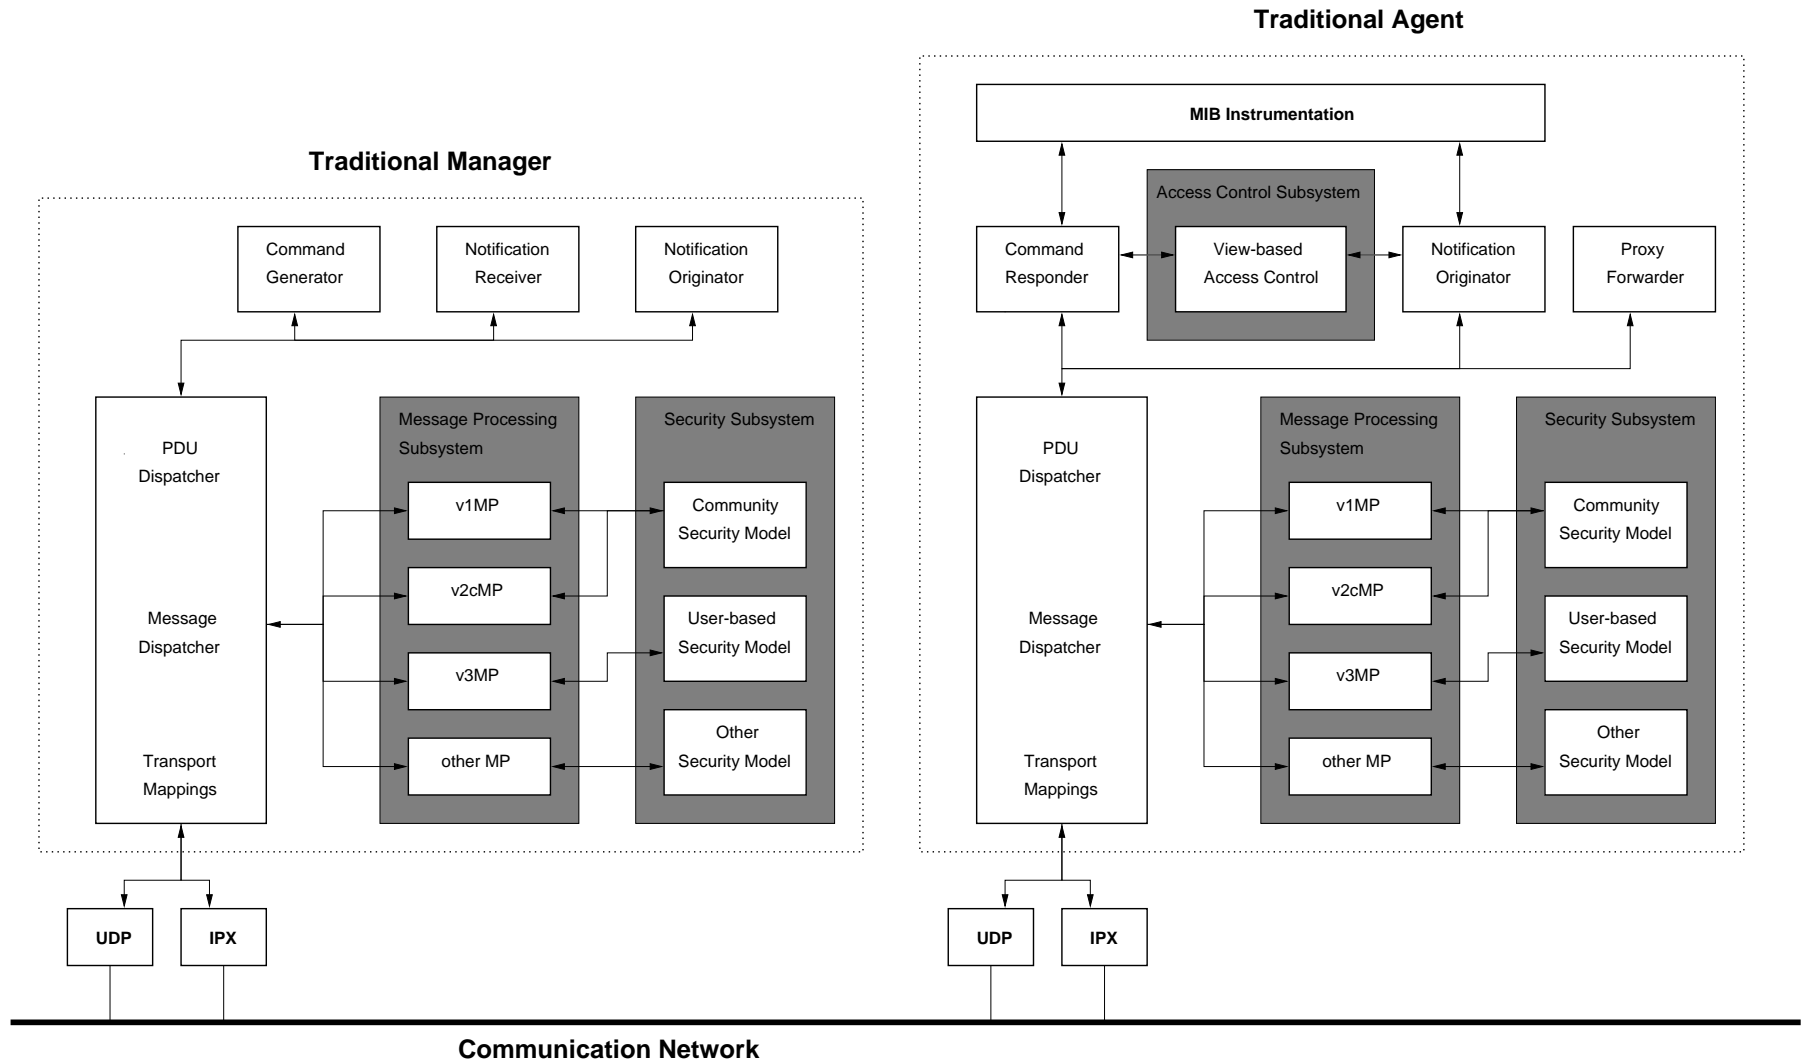 Traditional Agent
MIB Instrumentation
Traditional Manager
Access Control Subsystem
Command
Generator
Notification
Receiver
Notification
Originator
Command
Responder
View-based
Access Control
Notification
Originator
Proxy
Forwarder
PDU
Dispatcher
Message
Dispatcher
Transport
Mappings
Message Processing
Subsystem
v1MP
v2cMP
v3MP
other MP
Security Subsystem
Community
Security Model
User-based
Security Model
Other
Security Model
PDU
Dispatcher
Message
Dispatcher
Transport
Mappings
Message Processing
Subsystem
v1MP
v2cMP
v3MP
other MP
Security Subsystem
Community
Security Model
User-based
Security Model
Other
Security Model
UDP
IPX
UDP
IPX
Communication Network